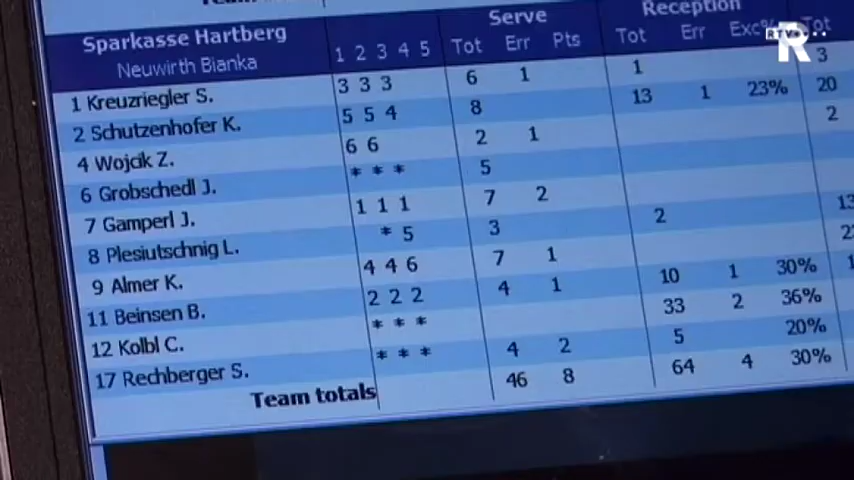 Serve Reception
Sparkasse Hartberg 1 2 3 4 5 Tot Err Pts Tot Err Exc% Tot
Neuwirth Bianka
RTV
R
1 Kreuzriegler S. 3 3 3 6 1 1 3
2 Schutzenhofer K. 5 5 4 8 13 1 23% 20
4 Wojcik Z. 6 6 2 1 2
6 Grobschedl J. * * * 5
7 Gamperl J. 1 1 1 7 2
8 Plesiutschnig L. * 5 3 2 13
9 Almer K. 4 4 6 7 1
11 Beinsen B. 2 2 2 4 1 10 1 30%
12 Kolbl C. * * * 33 2 36%
17 Rechberger S. * * * 4 2 5 20%
Team totals 46 8 64 4 30%